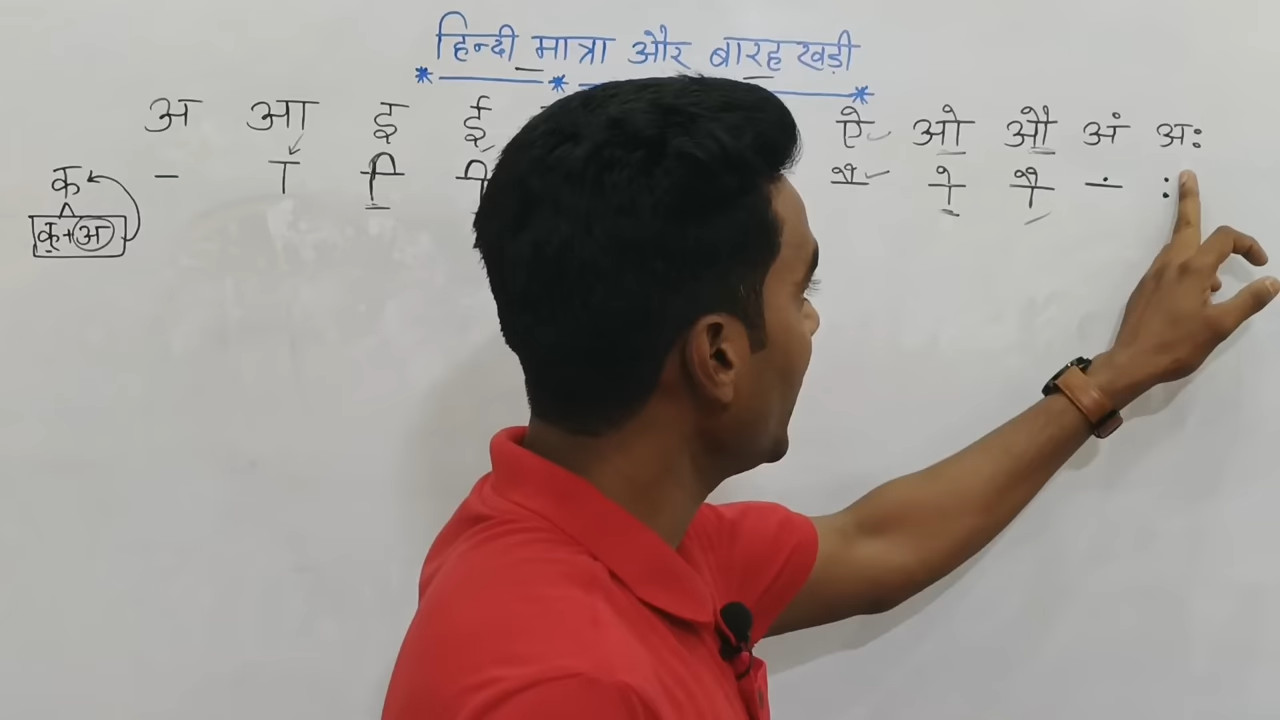 हिन्दी मात्रा और बारह खड़ी
अ आ इ ई ऐ ओ औ अं अः
क - ा ि ी ै ो ौ ं ः
क्+अ